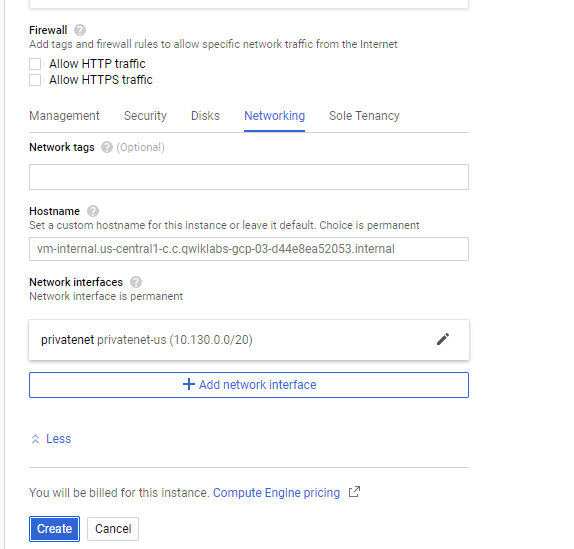 Firewall
Add tags and firewall rules to allow specific network traffic from the Internet
Allow HTTP traffic
Allow HTTPS traffic
Management Security Disks Networking Sole Tenancy
Network tags ? (Optional)
Hostname ?
Set a custom hostname for this instance or leave it default. Choice is permanent
vm-internal.us-central1-c.c.qwiklabs-gcp-03-d44e8ea52053.internal
Network interfaces ?
Network interface is permanent
privatenet privatenet-us (10.130.0.0/20)
+ Add network interface
Less
You will be billed for this instance. Compute Engine pricing
Create Cancel